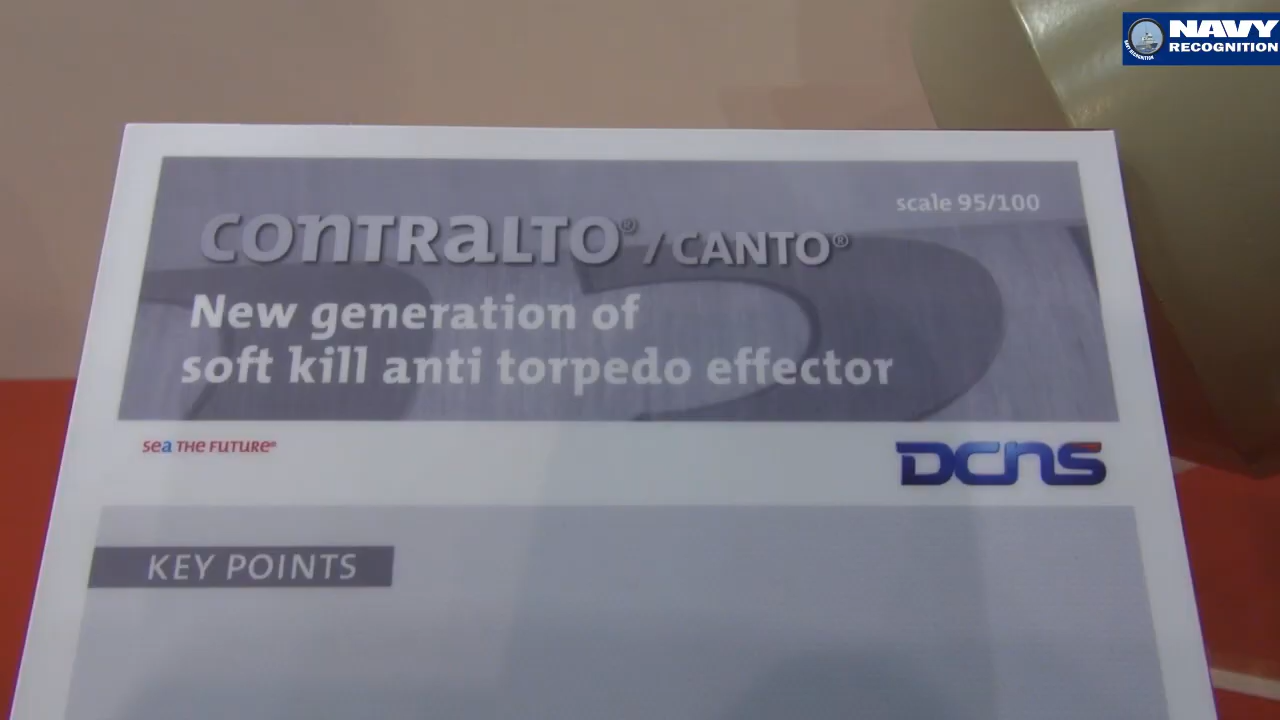 NAVY
RECOGNITION
scale 95/100
CONTRALTO® / CANTO®
New generation of
soft kill anti torpedo effector
sea THE FUTURE®
DCNS
KEY POINTS